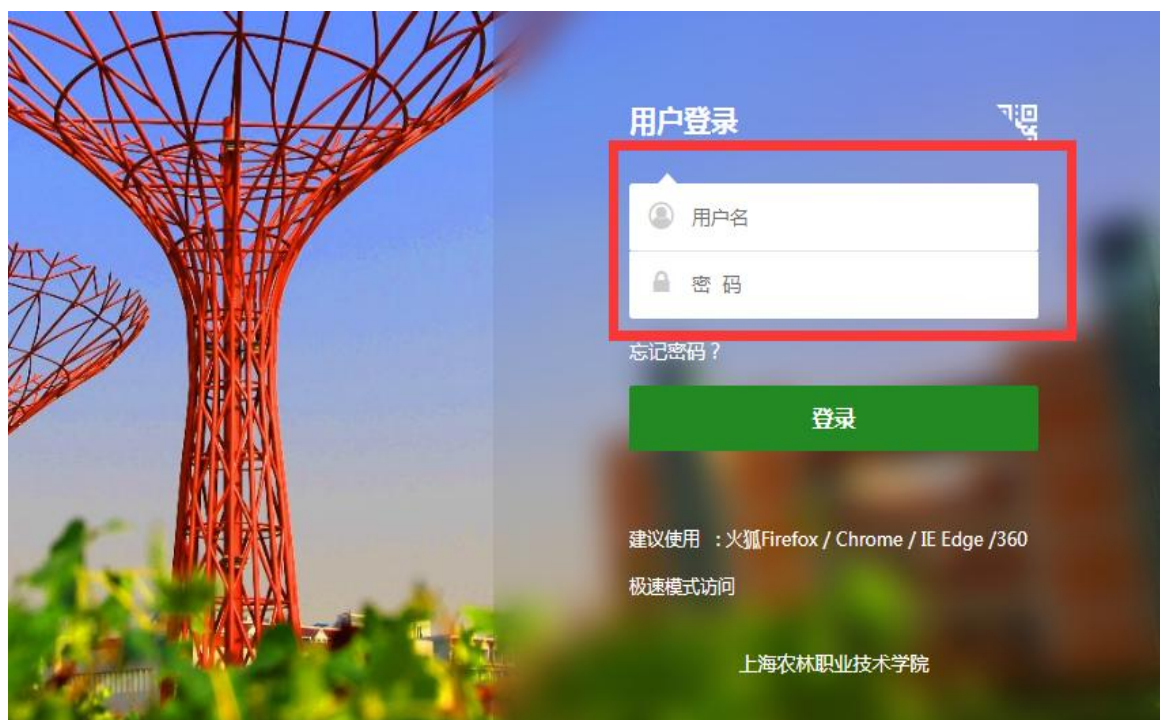 用户登录
用户名
密 码
忘记密码？
登录
建议使用 ：火狐Firefox / Chrome / IE Edge /360
极速模式访问
上海农林职业技术学院